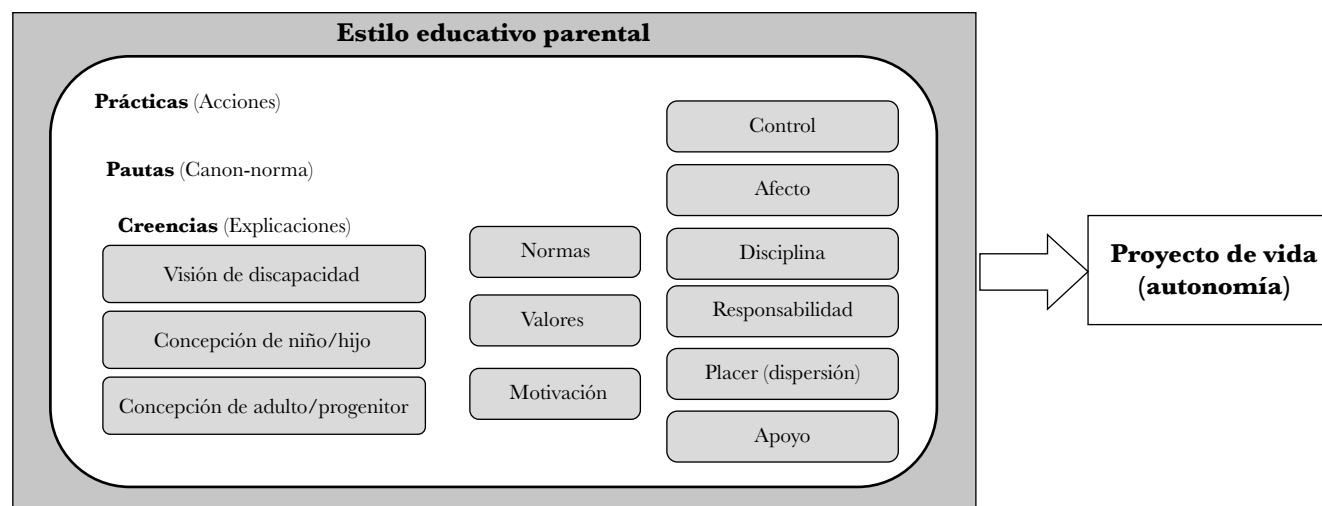 Estilo educativo parental
Prácticas (Acciones)
Pautas (Canon-norma)
Creencias (Explicaciones)
Visión de discapacidad
Concepción de niño/hijo
Concepción de adulto/progenitor
Normas
Valores
Motivación
Control
Afecto
Disciplina
Responsabilidad
Placer (dispersión)
Apoyo
Proyecto de vida
(autonomía)